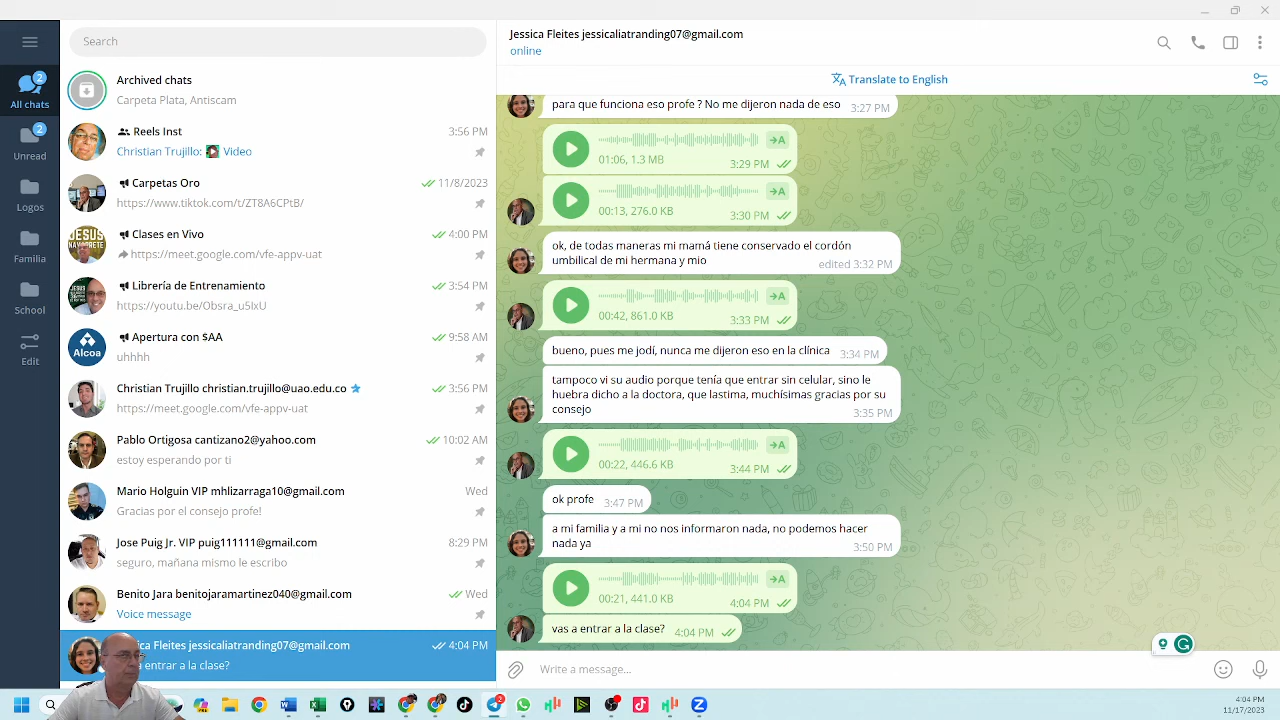 Search
All chats
2
Unread
2
Logos
Familia
School
Edit
Archived chats
Carpeta Plata, Antiscam
Reels Inst
3:56 PM
Christian Trujillo: Video
Carpetas Oro
11/8/2023
https://www.tiktok.com/t/ZT8A6CPtB/
Clases en Vivo
4:00 PM
https://meet.google.com/vfe-appv-uat
Librería de Entrenamiento
3:54 PM
https://youtu.be/Obsra_u5IxU
Apertura con $AA
9:58 AM
uhhhh
Alcoa
Christian Trujillo christian.trujillo@uao.edu.co
3:56 PM
https://meet.google.com/vfe-appv-uat
Pablo Ortigosa cantizano2@yahoo.com
10:02 AM
estoy esperando por ti
Mario Holguin VIP mhlizarraga10@gmail.com
Wed
Gracias por el consejo profe!
Jose Puig Jr. VIP puig111111@gmail.com
8:29 PM
seguro, mañana mismo le escribo
Benito Jara benitojaramartinez040@gmail.com
Wed
Voice message
Fleites jessicaliatranding07@gmail.com
4:04 PM
entrar a la clase?
Jessica Fleites jessicaliatranding07@gmail.com
online
Translate to English
para que funciona eso profe ? No me dijeron nada de eso
3:27 PM
01:06, 1.3 MB
3:29 PM
→A
00:13, 276.0 KB
3:30 PM
→A
ok, de todas maneras mi mamá tiene conservado el cordón
umbilical de mi hermana y mio
edited 3:32 PM
00:42, 861.0 KB
3:33 PM
→A
bueno, pues me jodí, nunca me dijeron eso en la clínica
3:34 PM
tampoco vi su audio porque tenía que entrar sin celular, sino le
huebra dicho a la doctora, que lastima, muchisimas gracias por su
consejo
3:35 PM
00:22, 446.6 KB
3:44 PM
→A
ok profe
3:47 PM
a mi familia y a mi no nos informaron nada, no podemos hacer
nada ya
3:50 PM
00:21, 441.0 KB
4:04 PM
→A
vas a entrar a la clase?
4:04 PM
Write a message...
4:04 PM
11/17/2023